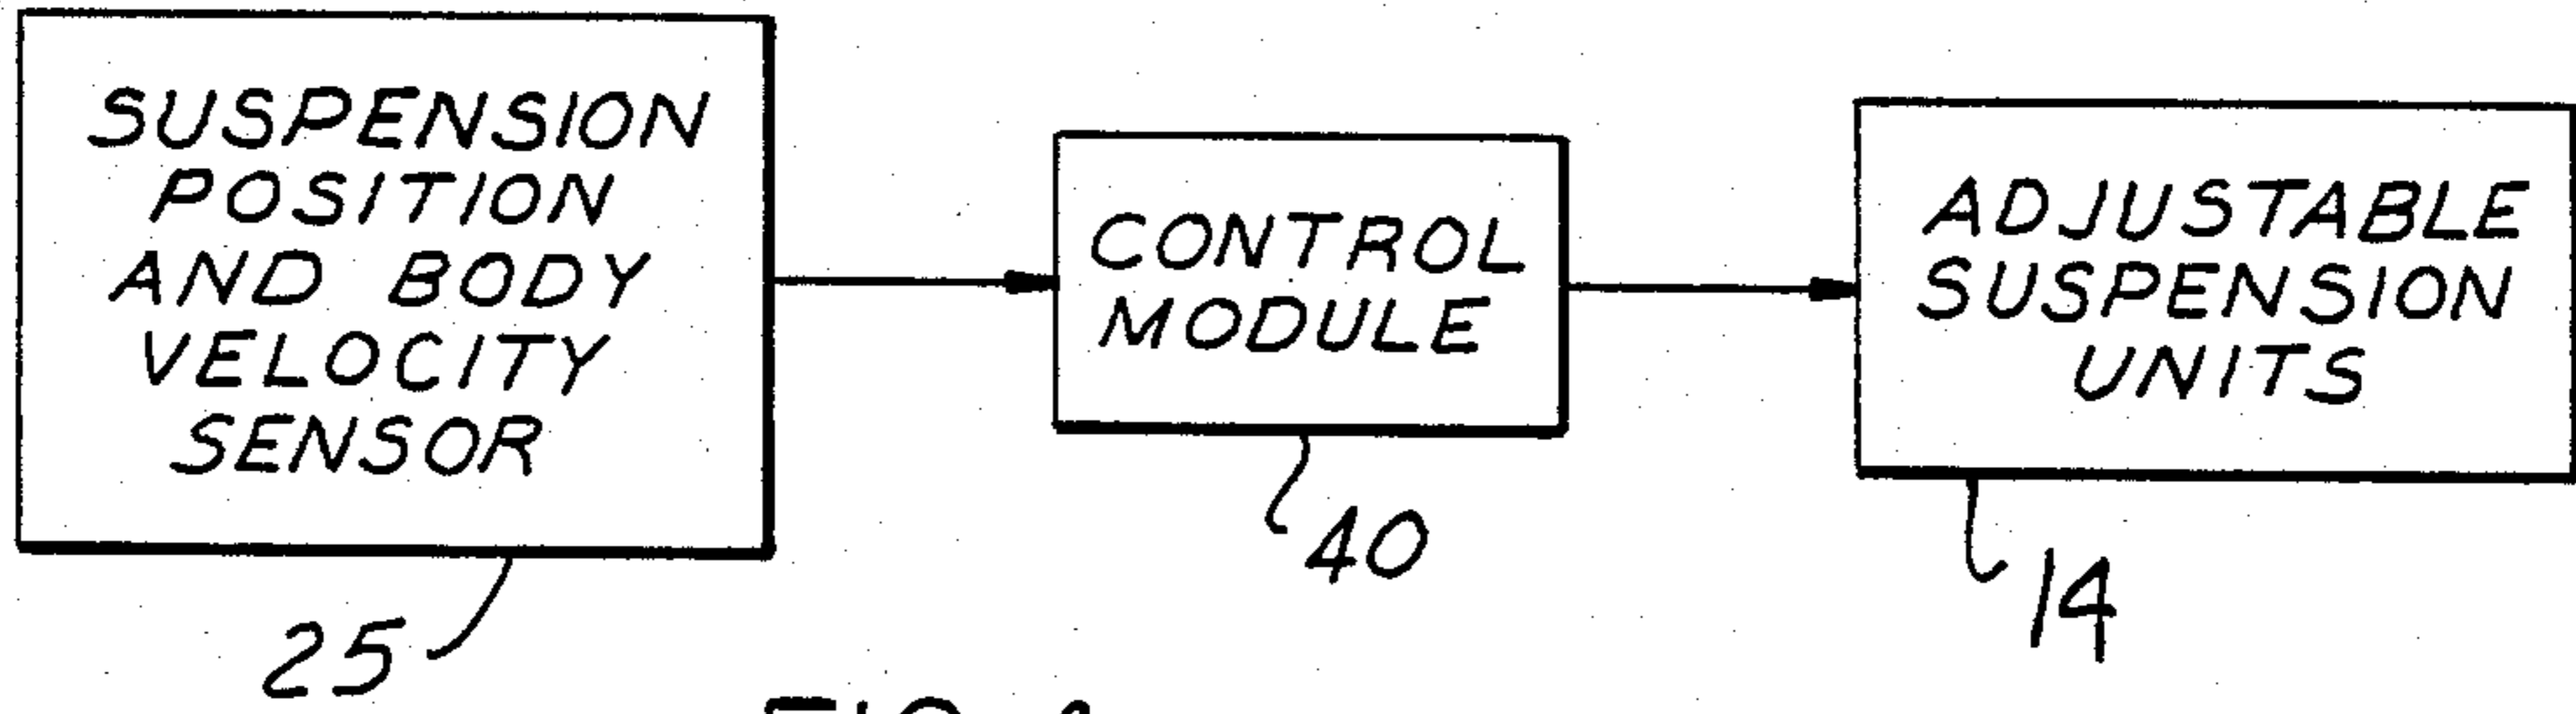 SUSPENSION
POSITION
AND BODY
VELOCITY
SENSOR
25
CONTROL
MODULE
40
ADJUSTABLE
SUSPENSION
UNITS
14